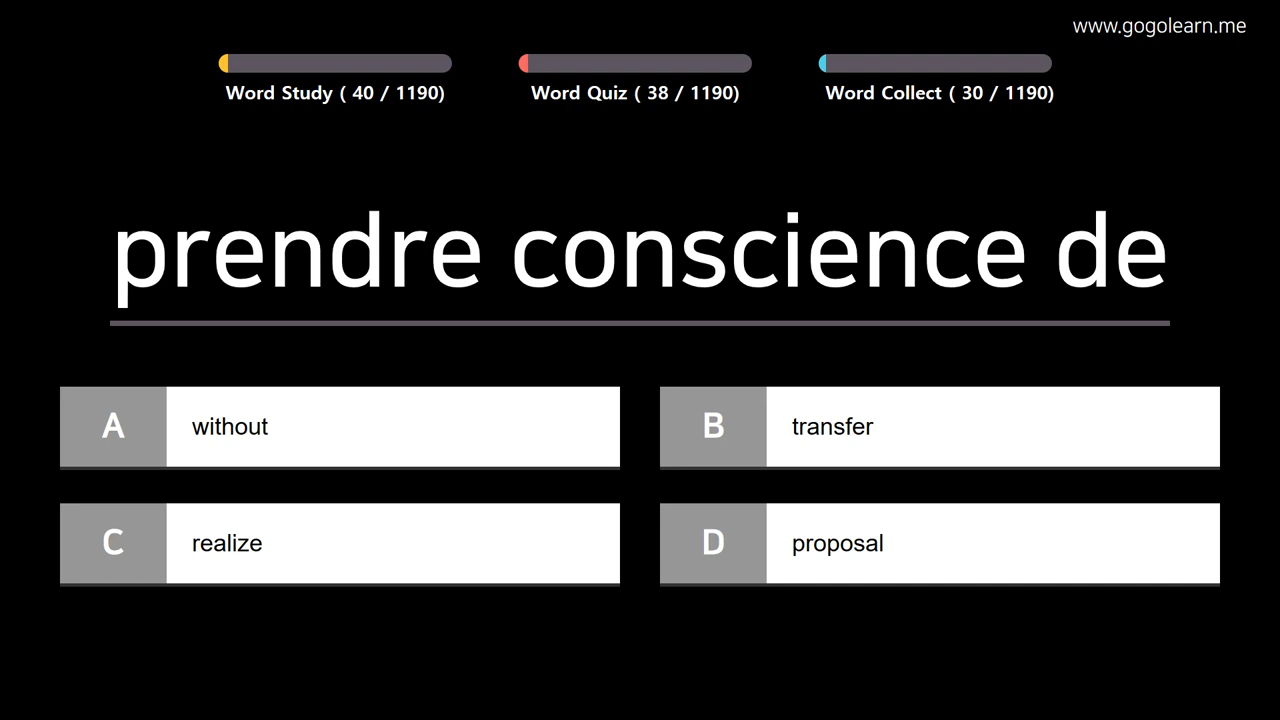 www.gogolearn.me
Word Study ( 40 / 1190)
Word Quiz ( 38 / 1190)
Word Collect ( 30 / 1190)
prendre conscience de
A
without
B
transfer
C
realize
D
proposal